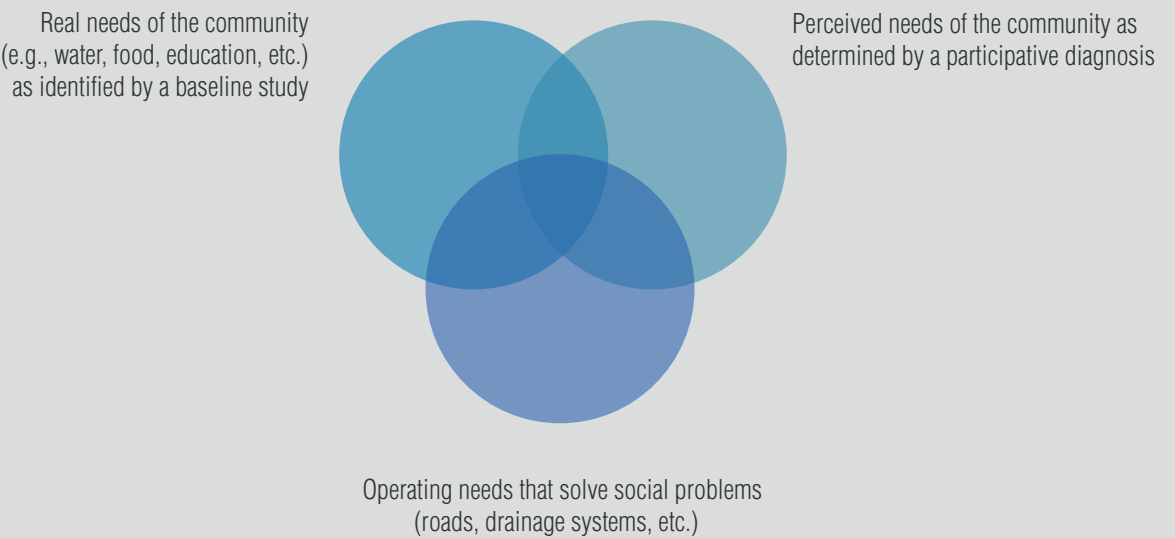 Real needs of the community
(e.g., water, food, education, etc.)
as identified by a baseline study
Perceived needs of the community as
determined by a participative diagnosis
Operating needs that solve social problems
(roads, drainage systems, etc.)